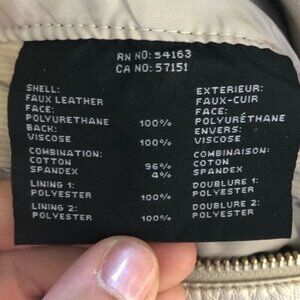 RN NO: 54163
CA NO: 57151
SHELL:
FAUX LEATHER
FACE:
POLYURETHANE 100%
BACK:
VISCOSE 100%
COMBINATION:
COTTON 96%
SPANDEX 4%
LINING 1:
POLYESTER 100%
LINING 2:
POLYESTER 100%
EXTERIEUR:
FAUX-CUIR
FACE:
POLYURÉTHANE
ENVERS:
VISCOSE
COMBINAISON:
COTON
SPANDEX
DOUBLURE 1:
POLYESTER
DOUBLURE 2:
POLYESTER